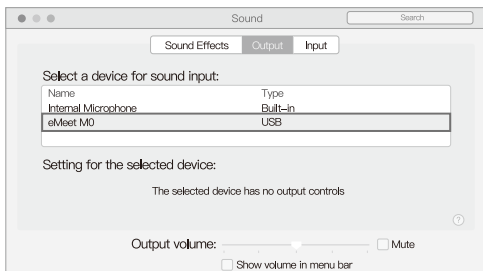 Sound
Search
Sound Effects Output Input
Select a device for sound input:
Name Type
Internal Microphone Built-in
eMeet M0 USB
Setting for the selected device:
The selected device has no output controls
?
Output volume: Mute
Show volume in menu bar